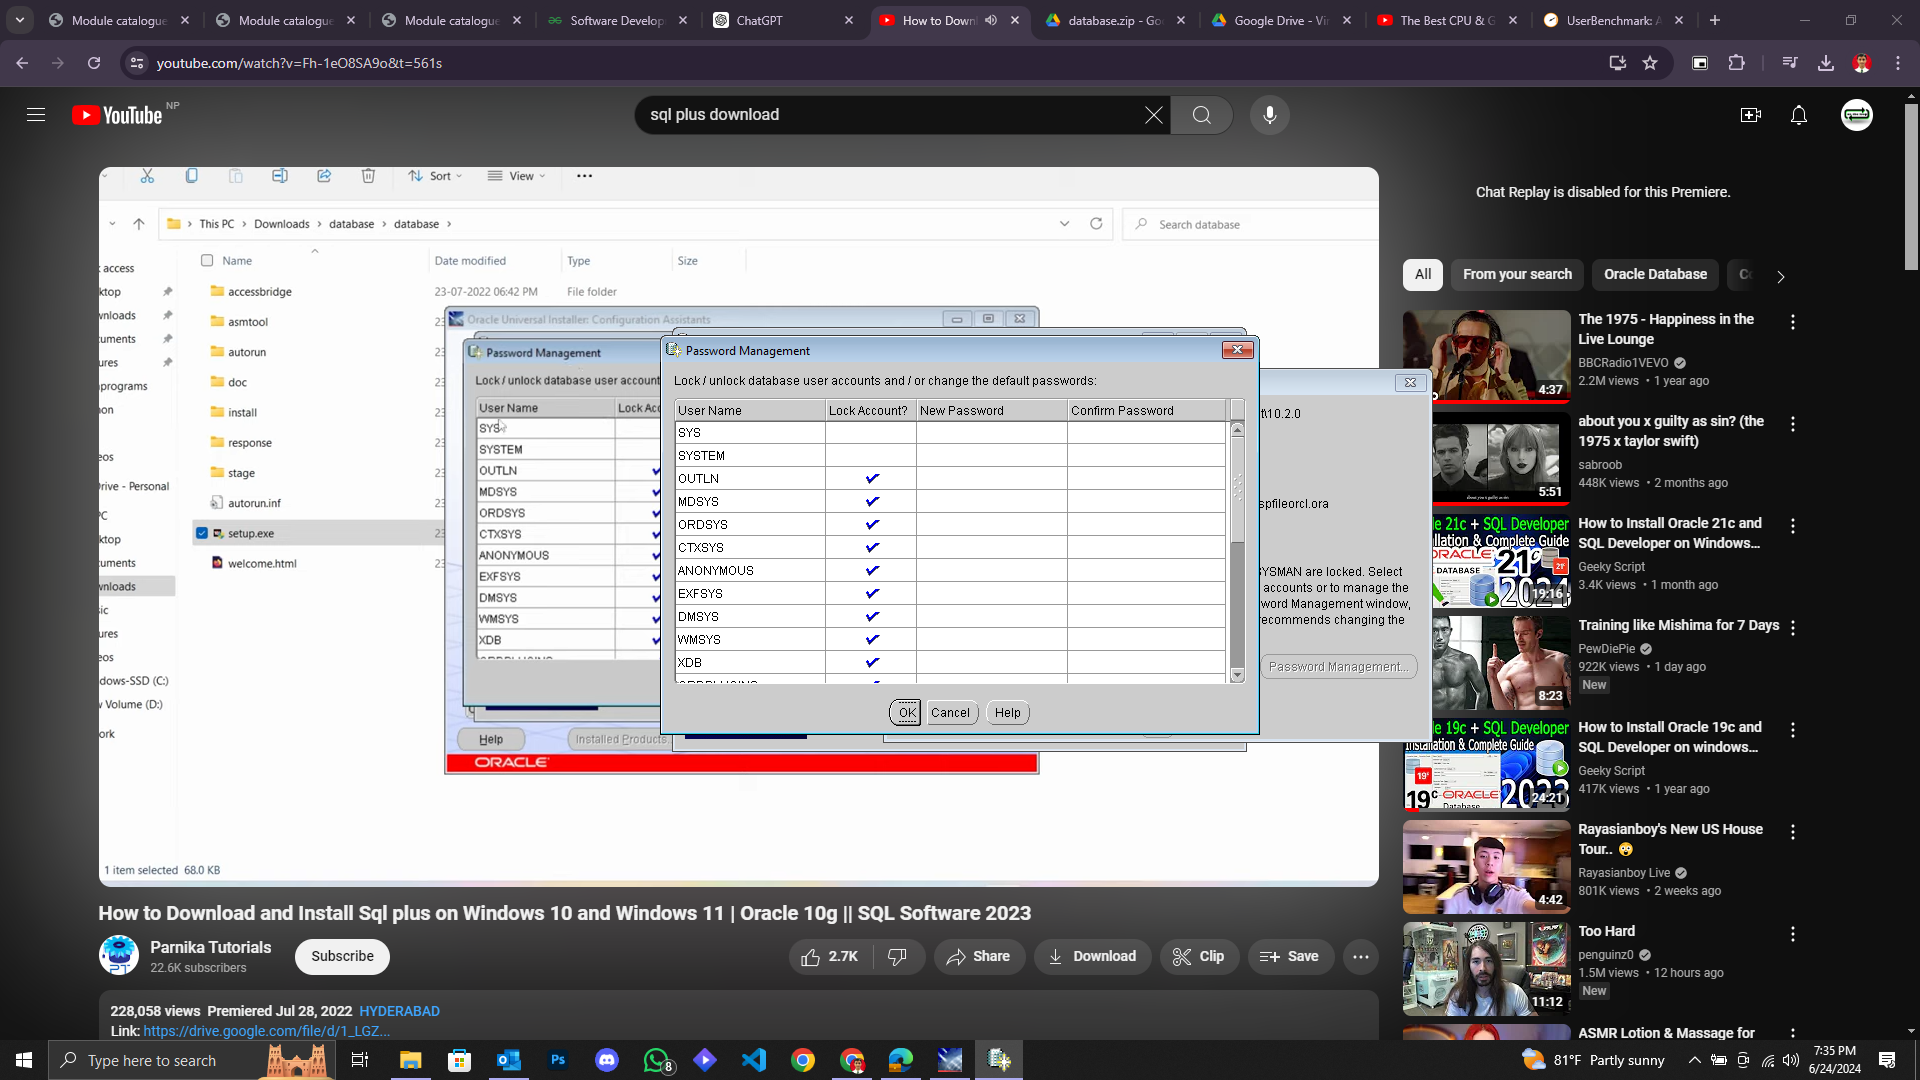 Module catalogue
Module catalogue
Module catalogue
Software Develop
ChatGPT
How to Down
database.zip - Go
Google Drive - Vir
The Best CPU & G
UserBenchmark: A
youtube.com/watch?v=Fh-1eO8SA9o&t=561s
YouTube NP
sql plus download
Sort
View
Chat Replay is disabled for this Premiere.
This PC > Downloads > database > database >
Search database
Name
Date modified
Type
Size
All
From your search
Oracle Database
access
ktop
wnloads
cuments
ures
programs
accessbridge
23-07-2022 06:42 PM
File folder
asmtool
autorun
doc
install
response
stage
autorun.inf
setup.exe
welcome.html
rive - Personal
PC
ktop
cuments
wnloads
sic
ures
eos
dows-SSD (C:)
w Volume (D:)
ork
1 item selected 68.0 KB
Oracle Universal Installer: Configuration Assistants
Password Management
Lock / unlock database user account
User Name
Lock Acc
SYS
SYSTEM
OUTLN
MDSYS
ORDSYS
CTXSYS
ANONYMOUS
EXFSYS
DMSYS
WMSYS
XDB
Help
Installed Products.
ORACLE
Password Management
Lock / unlock database user accounts and / or change the default passwords:
User Name
Lock Account?
New Password
Confirm Password
SYS
SYSTEM
OUTLN
MDSYS
ORDSYS
CTXSYS
ANONYMOUS
EXFSYS
DMSYS
WMSYS
XDB
OK
Cancel
Help
t\10.2.0
spfileorcl.ora
YSMAN are locked. Select
accounts or to manage the
word Management window,
recommends changing the
Password Management...
The 1975 - Happiness in the
Live Lounge
BBCRadio1VEVO
2.2M views • 1 year ago
4:37
about you x guilty as sin? (the
1975 x taylor swift)
sabroob
448K views • 2 months ago
5:51
How to Install Oracle 21c and
SQL Developer on Windows...
Geeky Script
3.4K views • 1 month ago
19:16
Training like Mishima for 7 Days
PewDiePie
922K views • 1 day ago
New
8:23
How to Install Oracle 19c and
SQL Developer on windows...
Geeky Script
417K views • 1 year ago
24:21
Rayasianboy's New US House
Tour..
Rayasianboy Live
801K views • 2 weeks ago
4:42
Too Hard
penguinz0
1.5M views • 12 hours ago
New
11:12
ASMR Lotion & Massage for
How to Download and Install Sql plus on Windows 10 and Windows 11 | Oracle 10g || SQL Software 2023
Parnika Tutorials
22.6K subscribers
Subscribe
2.7K
Share
Download
Clip
Save
228,058 views Premiered Jul 28, 2022 HYDERABAD
Link: https://drive.google.com/file/d/1_LGZ...
Type here to search
8
81°F Partly sunny
7:35 PM
6/24/2024